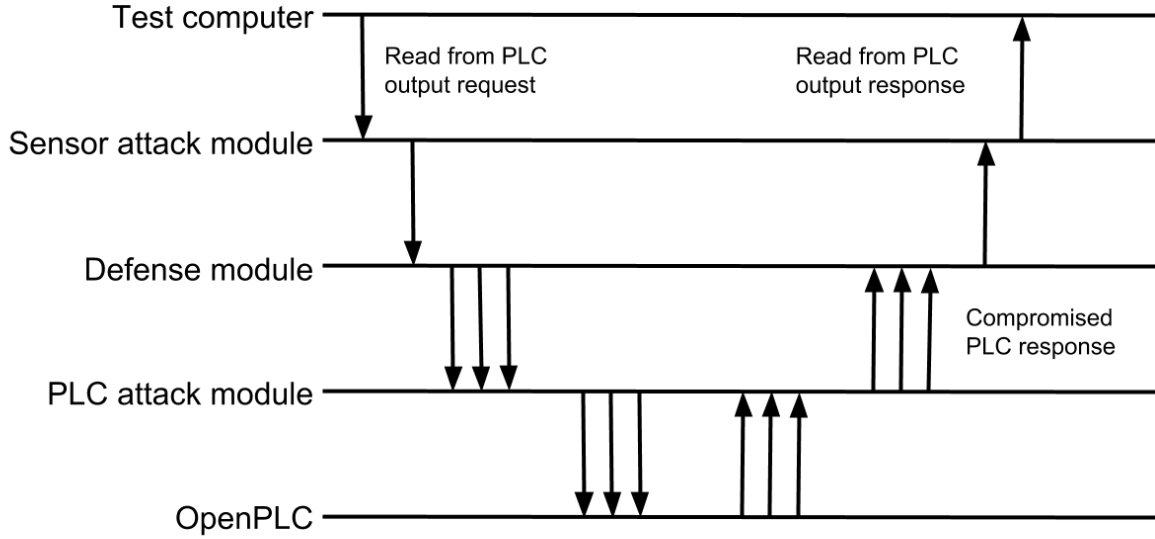 Test computer
Read from PLC
output request
Read from PLC
output response
Sensor attack module
Defense module
Compromised
PLC response
PLC attack module
OpenPLC